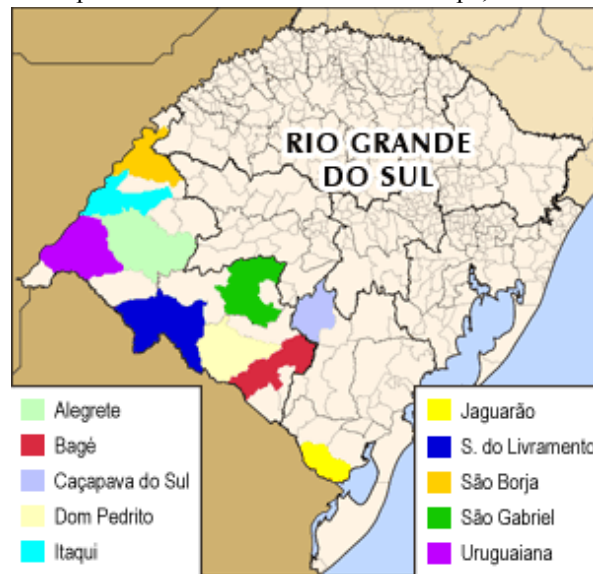 RIO GRANDE
DO SUL
Alegrete
Bagé
Caçapava do Sul
Dom Pedrito
Itaqui
Jaguarão
S. do Livramento
São Borja
São Gabriel
Uruguaiana